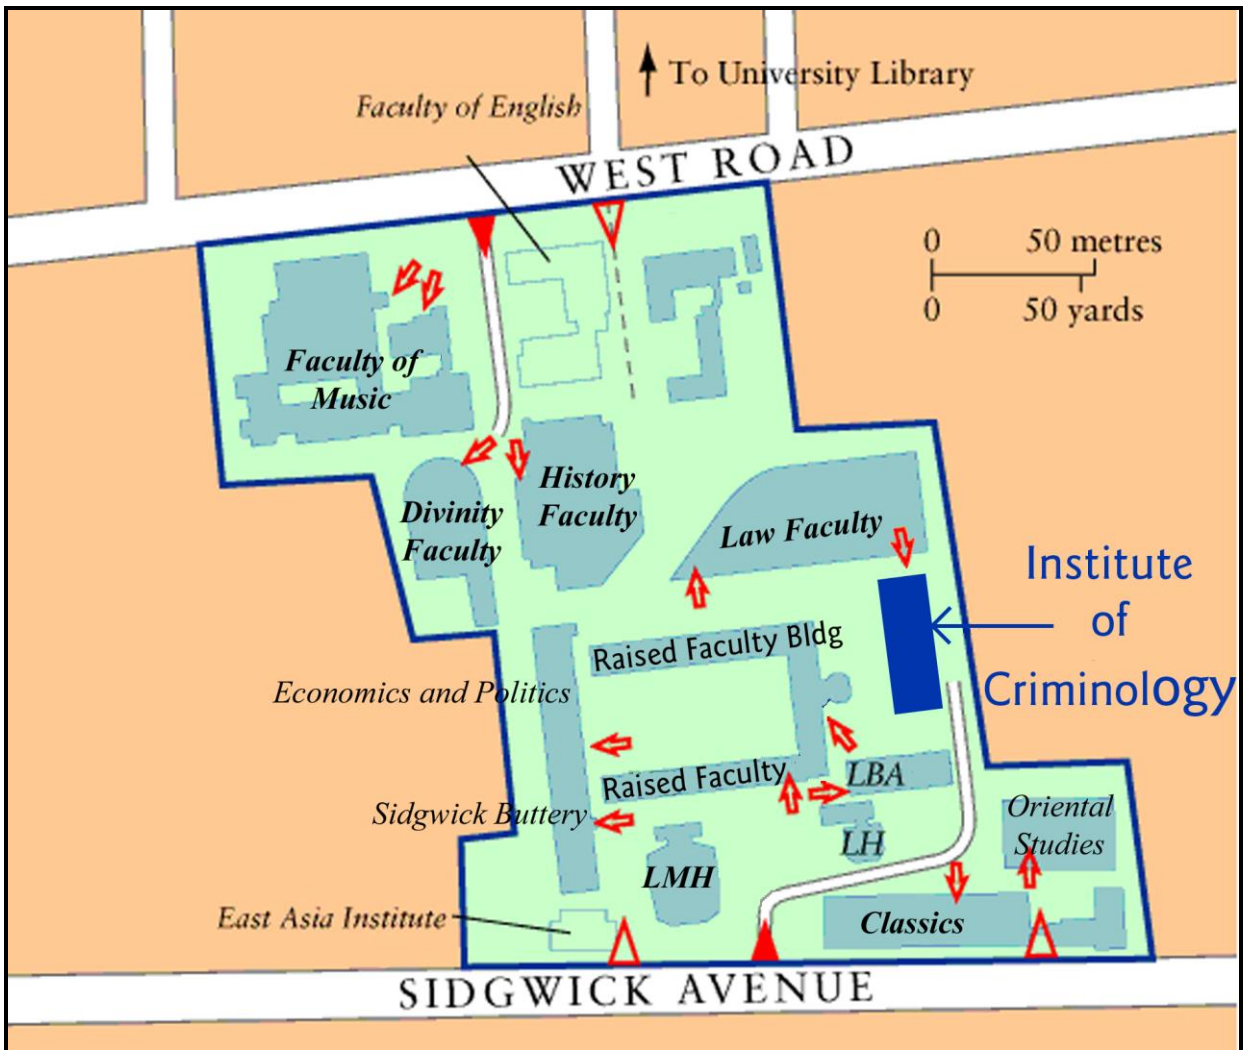 To University Library
Faculty of English
WEST ROAD
0 50 metres
0 50 yards
Faculty of
Music
History
Faculty
Divinity
Faculty
Law Faculty
Institute
of
Criminology
Raised Faculty Bldg
Economics and Politics
Raised Faculty
LBA
Sidgwick Buttery
Oriental
Studies
LH
LMH
East Asia Institute
Classics
SIDGWICK AVENUE